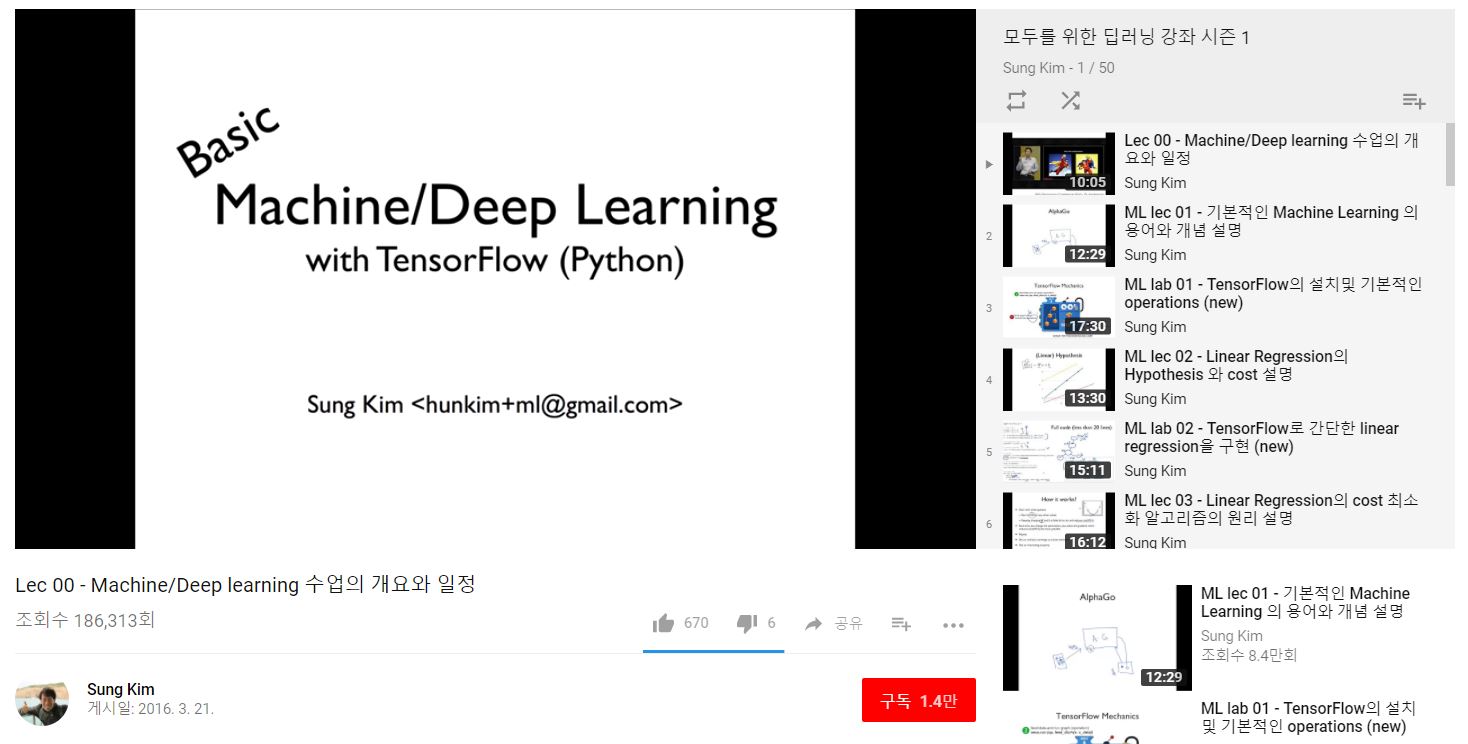 Basic
Machine/Deep Learning
with TensorFlow (Python)
Sung Kim <hunkim+ml@gmail.com>
모두를 위한 딥러닝 강좌 시즌 1
Sung Kim - 1 / 50
10:05
Lec 00 - Machine/Deep learning 수업의 개
요와 일정
Sung Kim
2
AlphaGo
12:29
ML lec 01 - 기본적인 Machine Learning 의
용어와 개념 설명
Sung Kim
3
TensorFlow Mechanics
17:30
ML lab 01 - TensorFlow의 설치및 기본적인
operations (new)
Sung Kim
4
(Linear) Hypothesis
13:30
ML lec 02 - Linear Regression의
Hypothesis 와 cost 설명
Sung Kim
5
Full code (less than 20 lines)
15:11
ML lab 02 - TensorFlow로 간단한 linear
regression을 구현 (new)
Sung Kim
6
How it works?
16:12
ML lec 03 - Linear Regression의 cost 최소
화 알고리즘의 원리 설명
Sung Kim
Lec 00 - Machine/Deep learning 수업의 개요와 일정
조회수 186,313회
670
6
공유
Sung Kim
게시일: 2016. 3. 21.
구독 1.4만
AlphaGo
A G
12:29
ML lec 01 - 기본적인 Machine
Learning 의 용어와 개념 설명
Sung Kim
조회수 8.4만회
TensorFlow Mechanics
ML lab 01 - TensorFlow의 설치
및 기본적인 operations (new)